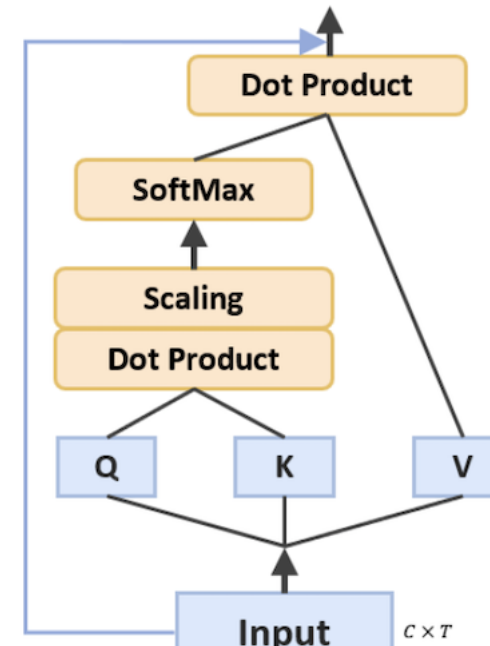 Dot Product
SoftMax
Scaling
Dot Product
Q K V
Input C × T